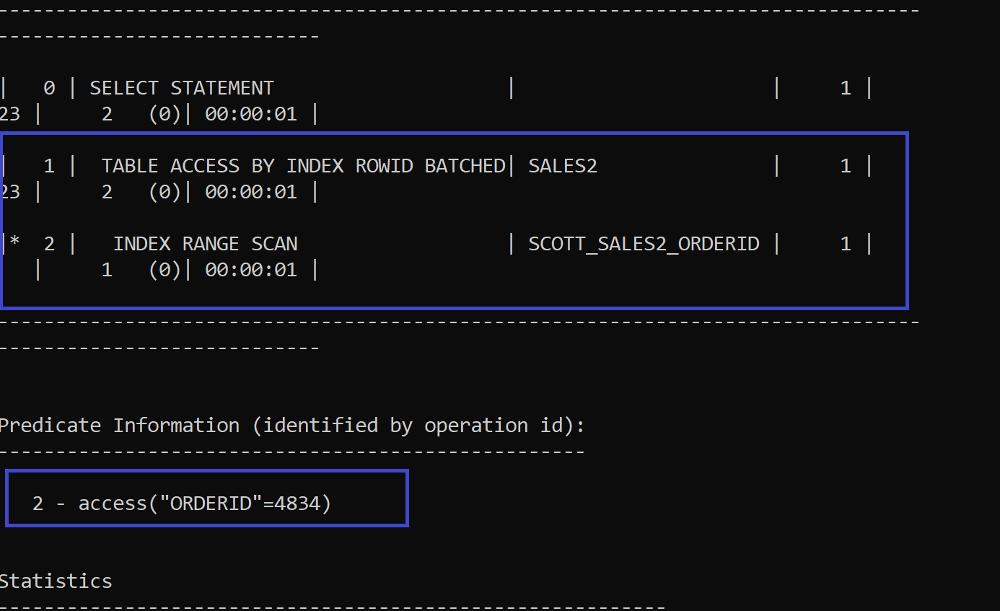 --------------------------------------------------------------------------------
----------------------------
|   0 | SELECT STATEMENT                    |                      |     1 |
23 |     2   (0)| 00:00:01 |
|   1 |  TABLE ACCESS BY INDEX ROWID BATCHED| SALES2               |     1 |
23 |     2   (0)| 00:00:01 |
|*  2 |   INDEX RANGE SCAN                  | SCOTT_SALES2_ORDERID |     1 |
   |     1   (0)| 00:00:01 |
--------------------------------------------------------------------------------
----------------------------
Predicate Information (identified by operation id):
---------------------------------------------------
   2 - access("ORDERID"=4834)
Statistics
----------------------------------------------------------